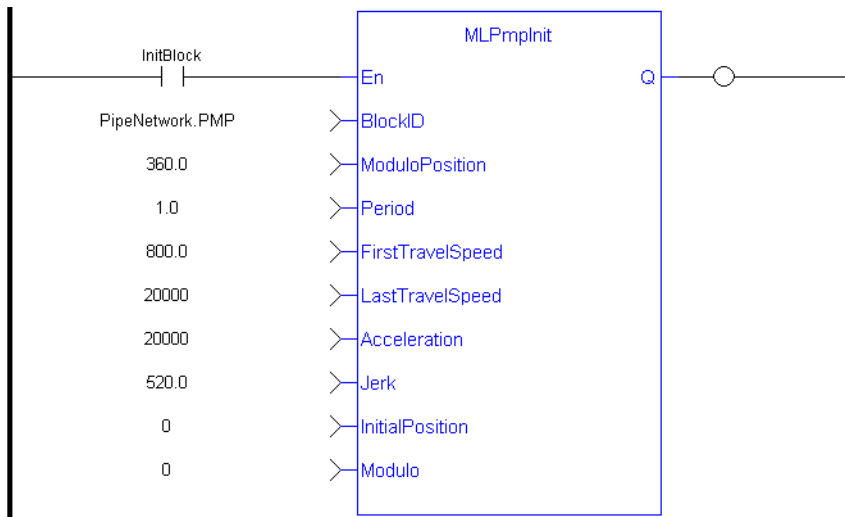 MLPmpInit
InitBlock
En Q
PipeNetwork.PMP BlockID
360.0 ModuloPosition
1.0 Period
800.0 FirstTravelSpeed
20000 LastTravelSpeed
20000 Acceleration
520.0 Jerk
0 InitialPosition
0 Modulo